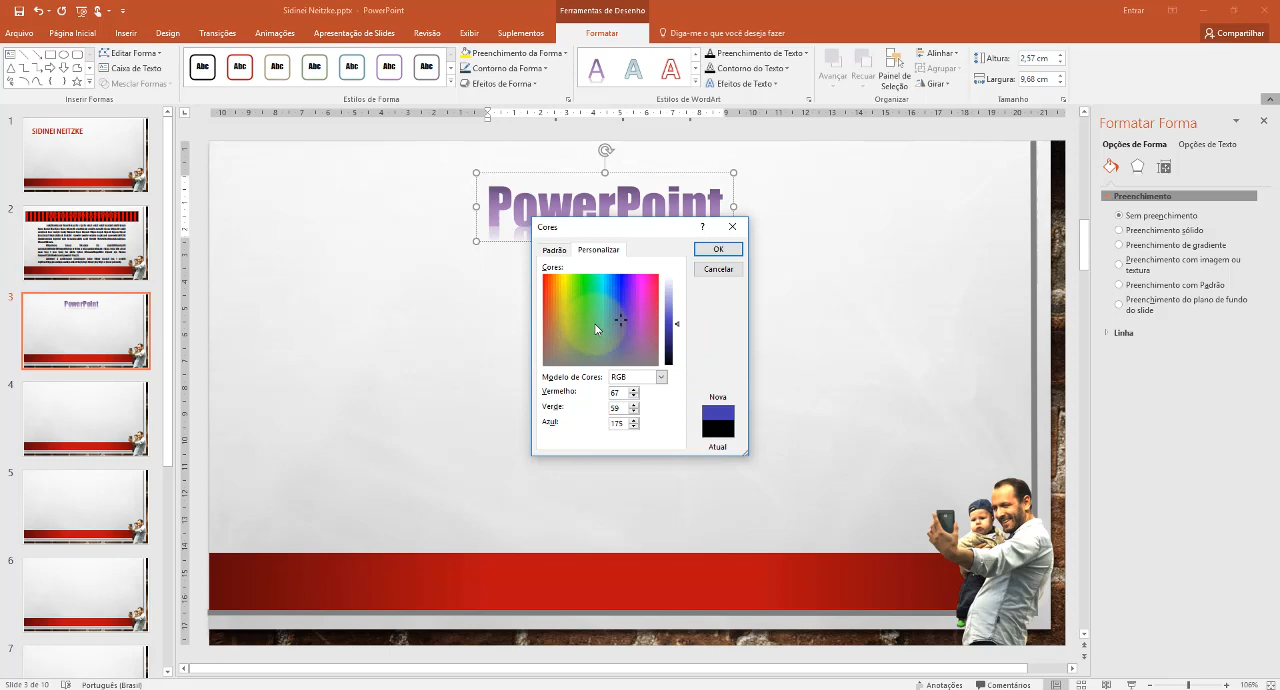 Sidinei Neitzke.pptx - PowerPoint
Ferramentas de Desenho
Entrar
Arquivo
Página Inicial
Inserir
Design
Transições
Animações
Apresentação de Slides
Revisão
Exibir
Suplementos
Formatar
Diga-me o que você deseja fazer
Compartilhar
Editar Forma
Caixa de Texto
Mesclar Formas
Inserir Formas
Abc Abc Abc Abc Abc Abc Abc
Preenchimento da Forma
Contorno da Forma
Efeitos de Forma
Estilos de Forma
A A A
Preenchimento de Texto
Contorno do Texto
Efeitos de Texto
Estilos de WordArt
Avançar
Recuar
Painel de Seleção
Alinhar
Agrupar
Girar
Organizar
Altura: 2,57 cm
Largura: 9,68 cm
Tamanho
1
SIDINEI NEITZKE
2
3
PowerPoint
4
5
6
7
PowerPoint
Cores
?
Padrão
Personalizar
OK
Cancelar
Cores:
Modelo de Cores: RGB
Vermelho: 67
Verde: 59
Azul: 175
Nova
Atual
Formatar Forma
Opções de Forma
Opções de Texto
Preenchimento
Sem preenchimento
Preenchimento sólido
Preenchimento de gradiente
Preenchimento com imagem ou
textura
Preenchimento com Padrão
Preenchimento do plano de fundo
do slide
Linha
Slide 3 de 10
Português (Brasil)
Anotações
Comentários
106%